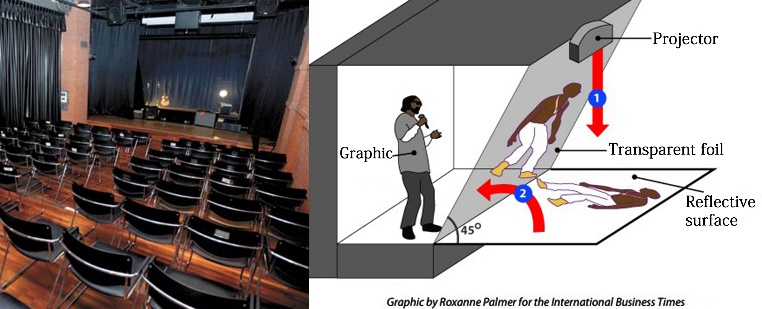 Projector
1
Graphic
Transparent foil
2
Reflective
surface
45°
Graphic by Roxanne Palmer for the International Business Times